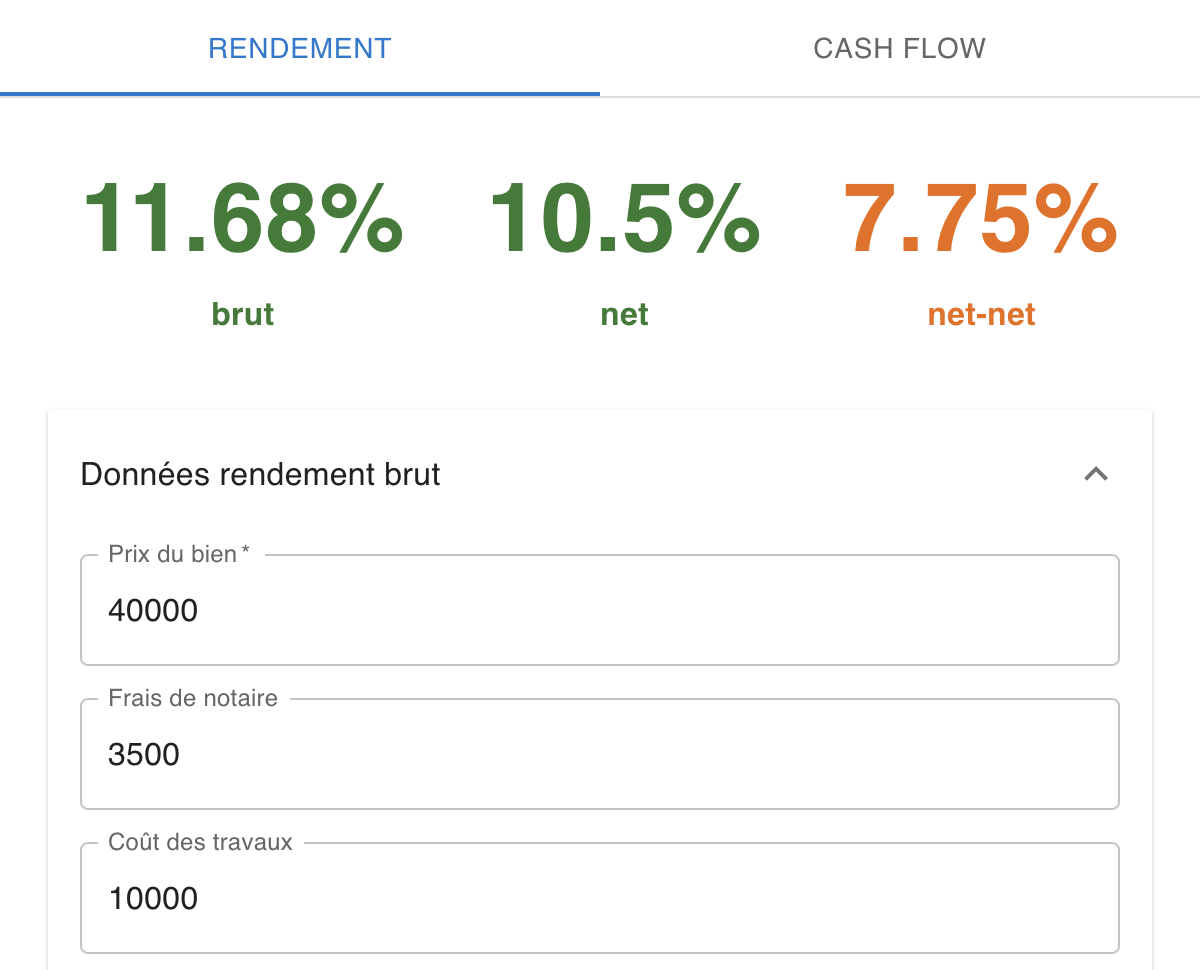 RENDEMENT CASH FLOW
11.68% 10.5% 7.75%
brut net net-net
Données rendement brut
Prix du bien *
40000
Frais de notaire
3500
Coût des travaux
10000